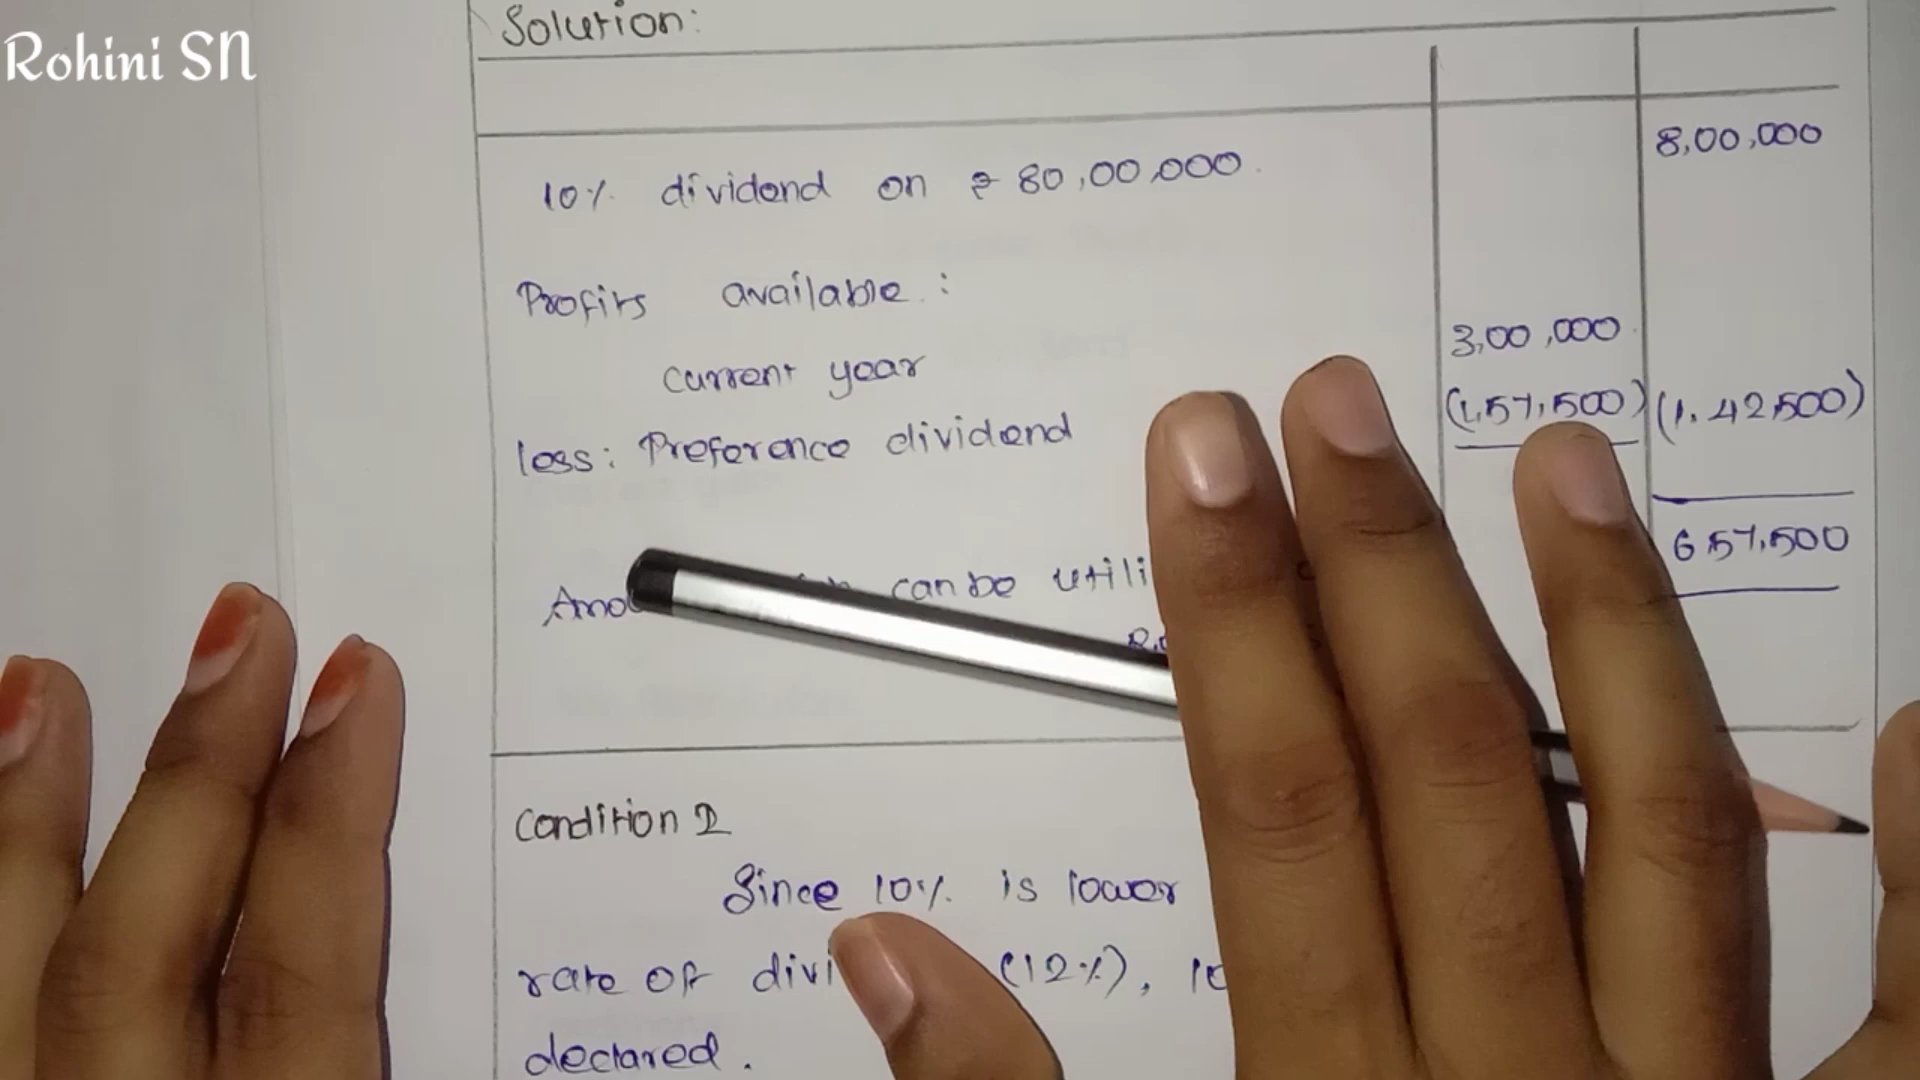 Rohini SN
Solution:
8,00,000
10% dividend on ₹ 80,00,000.
Profits available:
current year 3,00,000
less: Preference dividend (1,57,500) (1,42,500)
can be utili 6,57,500
Condition 2
Since 10% is lower
rate of divi (12%), 10
declared.